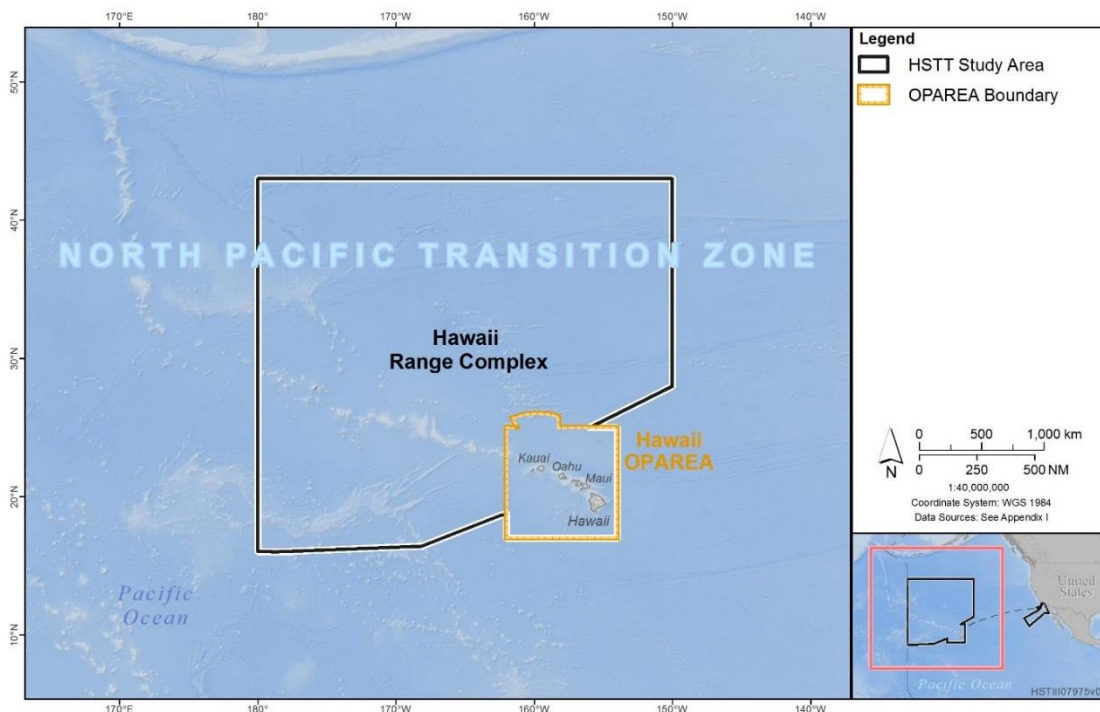 170°E 180° 170°W 160°W 150°W 140°W
50°N
40°N
30°N
20°N
10°N
NORTH PACIFIC TRANSITION ZONE
Hawaii
Range Complex
Hawaii
OPAREA
Kauai
Oahu
Maui
Hawaii
Pacific
Ocean
170°E 180° 170°W 160°W 150°W 140°W
Legend
HSTT Study Area
OPAREA Boundary
N
0 500 1,000 km
0 250 500 NM
1:40,000,000
Coordinate System: WGS 1984
Data Sources: See Appendix I
United
States
Pacific Ocean
HSTIII07975v0